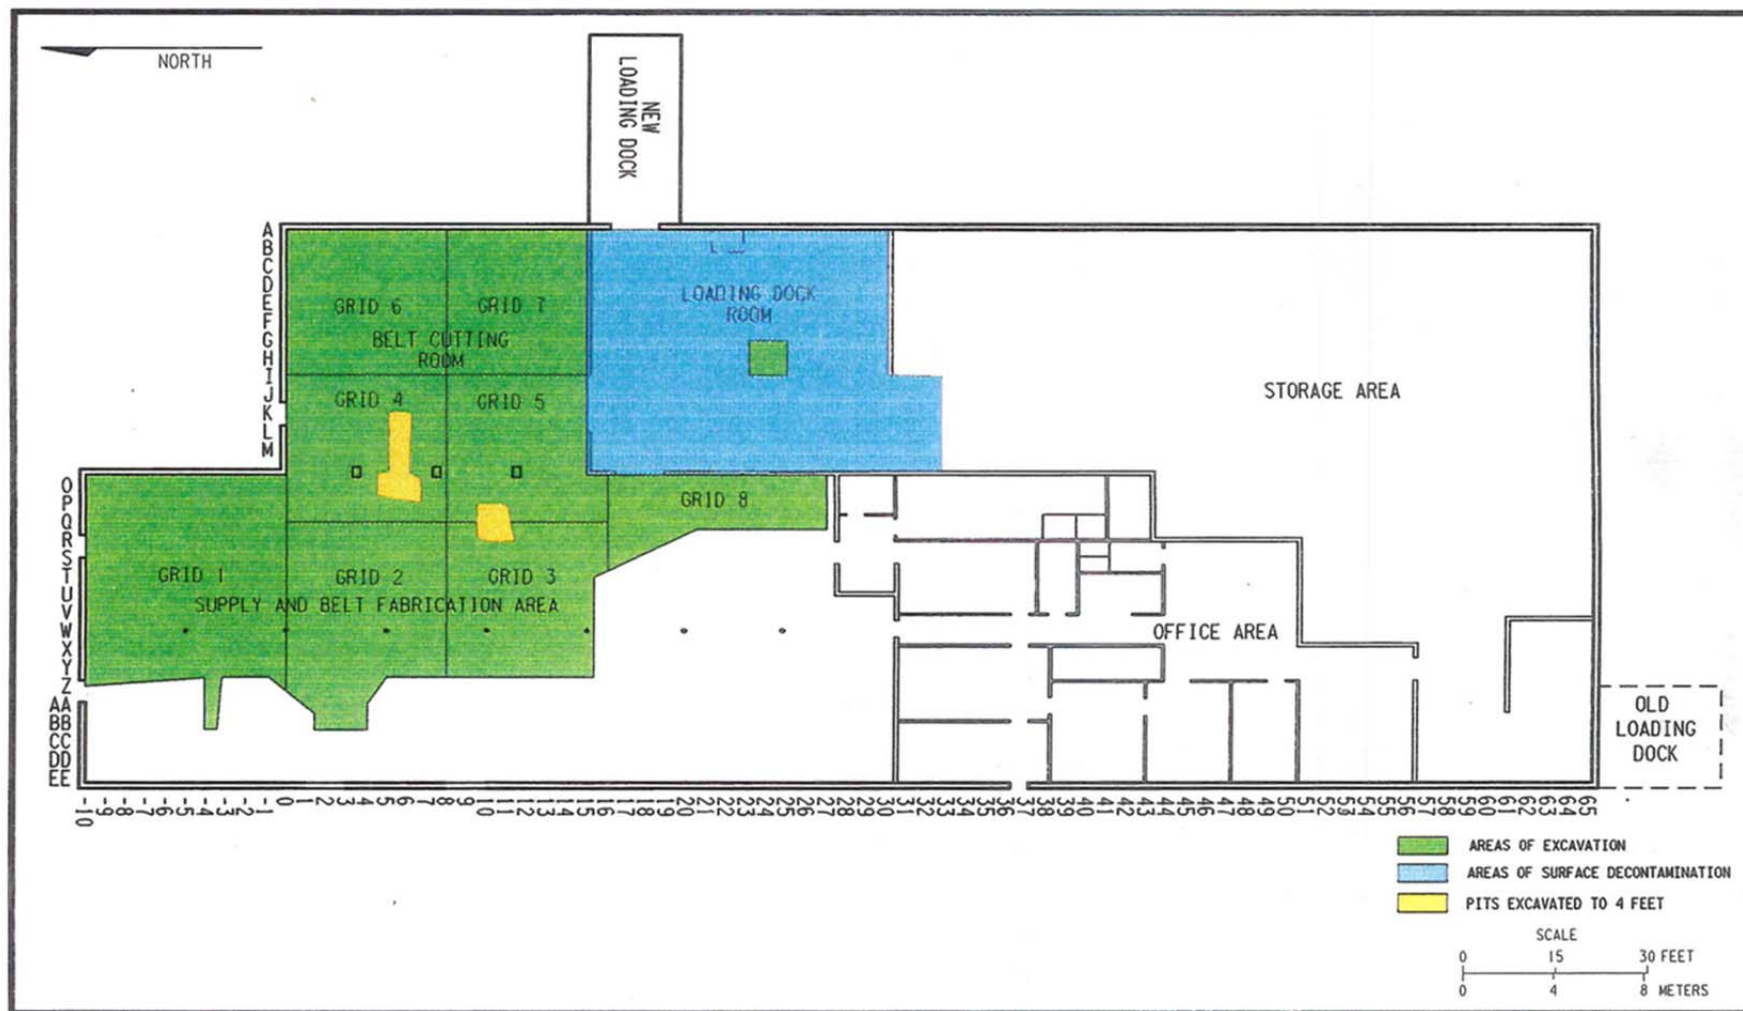 NORTH
NEW
LOADING DOCK
A
B
C
D
E
F
G
H
I
J
K
L
M
GRID 6
GRID 7
BELT CUTTING
ROOM
LOADING DOCK
ROOM
GRID 4
GRID 5
STORAGE AREA
O
P
Q
R
S
T
U
V
W
X
Y
Z
AA
BB
CC
DD
EE
GRID 8
GRID 1
GRID 2
GRID 3
SUPPLY AND BELT FABRICATION AREA
OFFICE AREA
OLD
LOADING
DOCK
-10 -9 -8 -7 -6 -5 -4 -3 -2 -1 0 1 2 3 4 5 6 7 8 9 10 11 12 13 14 15 16 17 18 19 20 21 22 23 24 25 26 27 28 29 30 31 32 33 34 35 36 37 38 39 40 41 42 43 44 45 46 47 48 49 50 51 52 53 54 55 56 57 58 59 60 61 62 63 64 65
AREAS OF EXCAVATION
AREAS OF SURFACE DECONTAMINATION
PITS EXCAVATED TO 4 FEET
SCALE
0 15 30 FEET
0 4 8 METERS